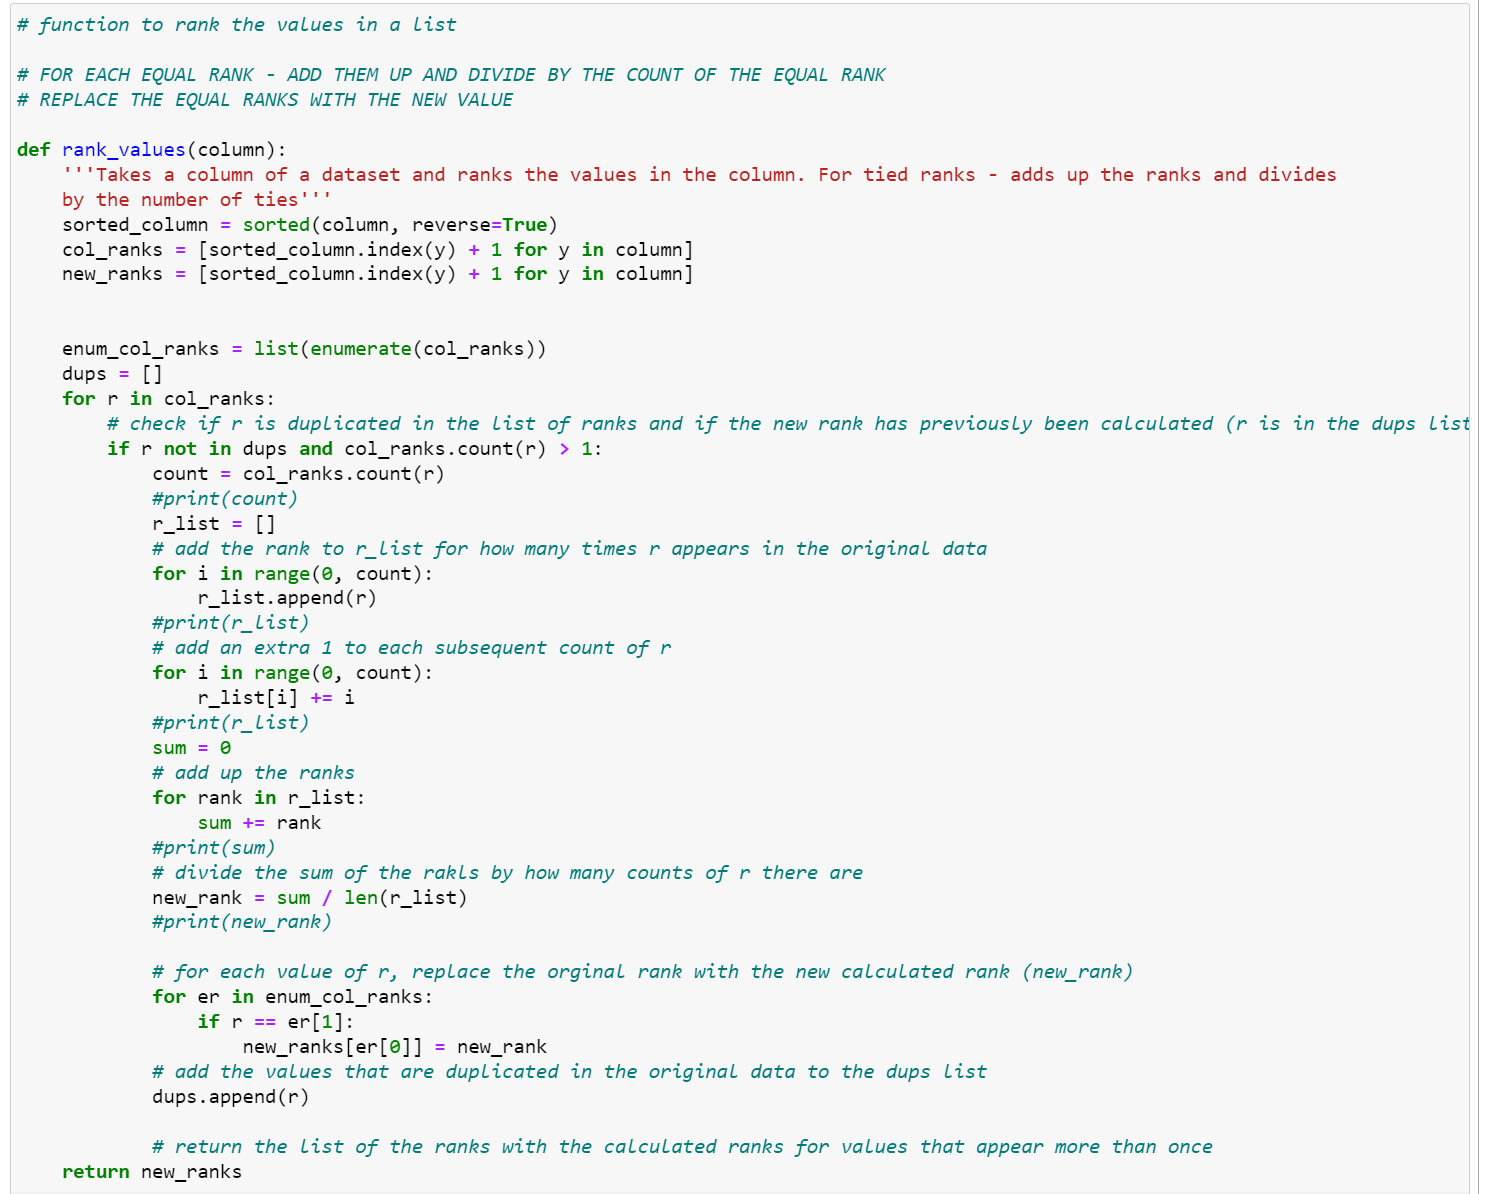 # function to rank the values in a list
# FOR EACH EQUAL RANK - ADD THEM UP AND DIVIDE BY THE COUNT OF THE EQUAL RANK
# REPLACE THE EQUAL RANKS WITH THE NEW VALUE
def rank_values(column):
    '''Takes a column of a dataset and ranks the values in the column. For tied ranks - adds up the ranks and divides
    by the number of ties'''
    sorted_column = sorted(column, reverse=True)
    col_ranks = [sorted_column.index(y) + 1 for y in column]
    new_ranks = [sorted_column.index(y) + 1 for y in column]
    enum_col_ranks = list(enumerate(col_ranks))
    dups = []
    for r in col_ranks:
        # check if r is duplicated in the list of ranks and if the new rank has previously been calculated (r is in the dups list
        if r not in dups and col_ranks.count(r) > 1:
            count = col_ranks.count(r)
            #print(count)
            r_list = []
            # add the rank to r_list for how many times r appears in the original data
            for i in range(0, count):
                r_list.append(r)
            #print(r_list)
            # add an extra 1 to each subsequent count of r
            for i in range(0, count):
                r_list[i] += i
            #print(r_list)
            sum = 0
            # add up the ranks
            for rank in r_list:
                sum += rank
            #print(sum)
            # divide the sum of the rakls by how many counts of r there are
            new_rank = sum / len(r_list)
            #print(new_rank)
            # for each value of r, replace the orginal rank with the new calculated rank (new_rank)
            for er in enum_col_ranks:
                if r == er[1]:
                    new_ranks[er[0]] = new_rank
            # add the values that are duplicated in the original data to the dups list
            dups.append(r)
            # return the list of the ranks with the calculated ranks for values that appear more than once
    return new_ranks